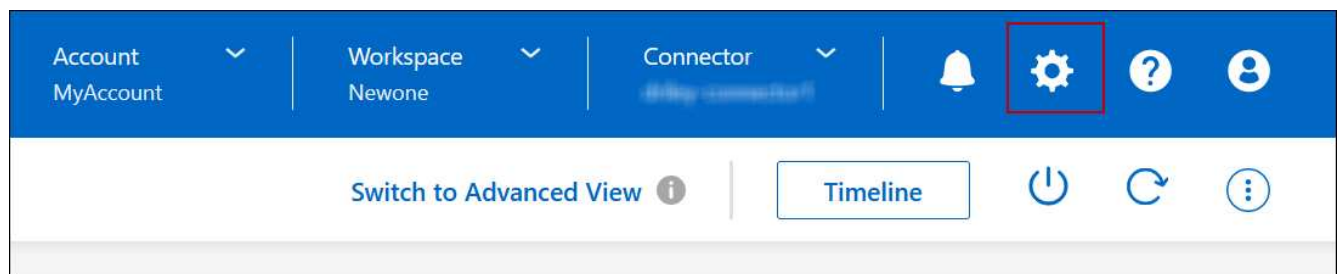 Account
MyAccount
Workspace
Newone
Connector
Switch to Advanced View
Timeline